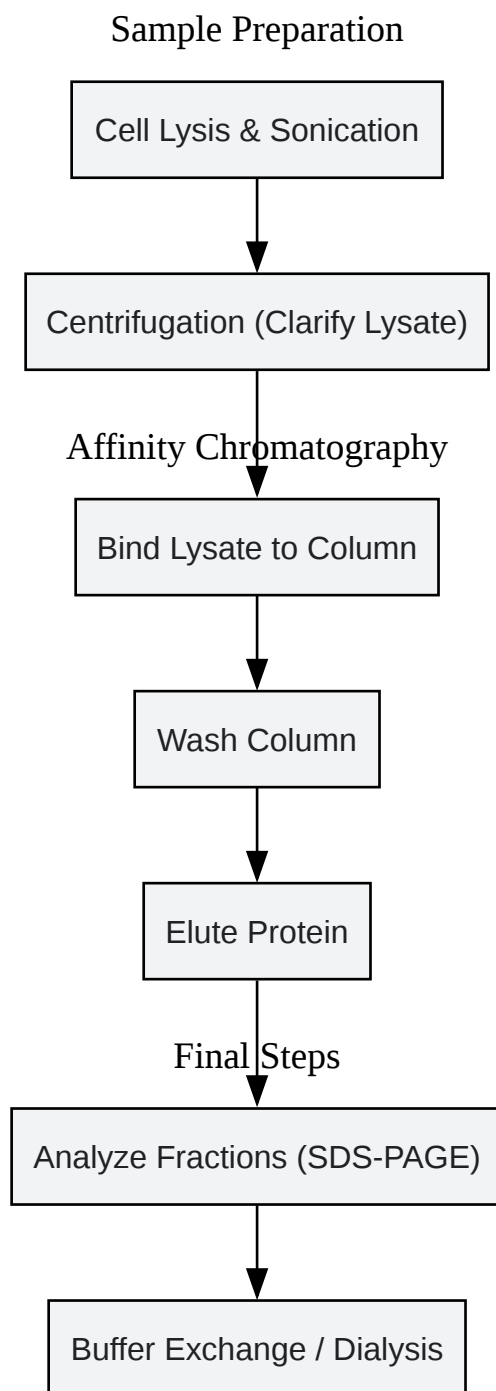 Sample Preparation
Cell Lysis & Sonication
Centrifugation (Clarify Lysate)
Affinity Chromatography
Bind Lysate to Column
Wash Column
Elute Protein
Final Steps
Analyze Fractions (SDS-PAGE)
Buffer Exchange / Dialysis